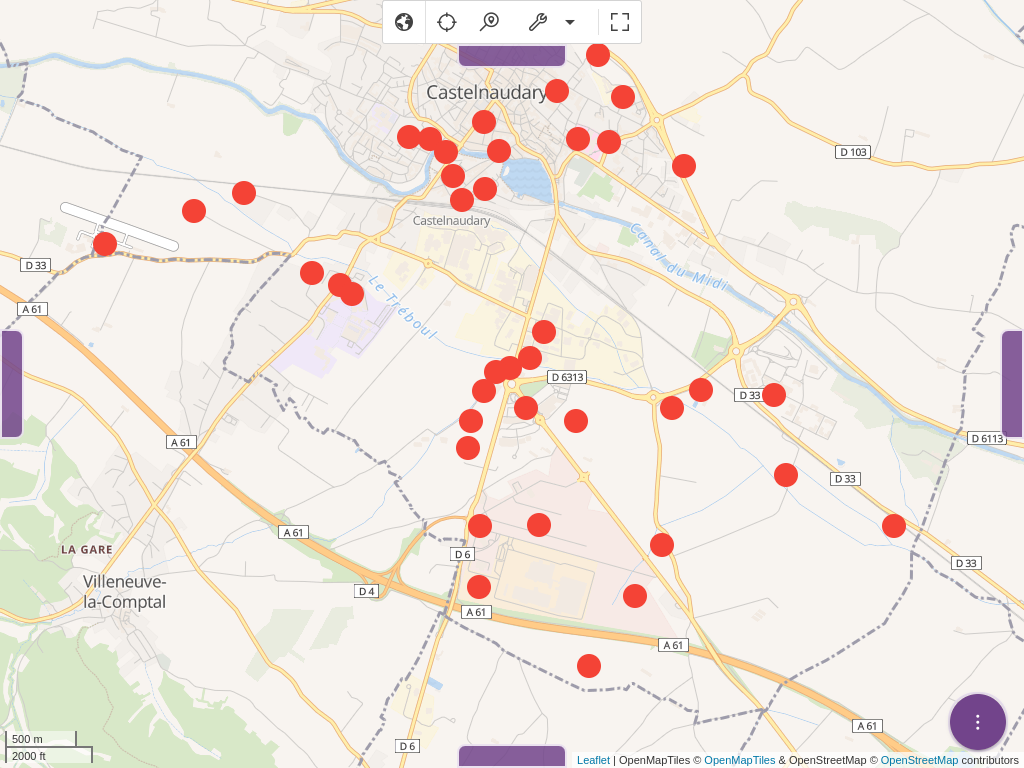 Castelnaudary
D 103
Castelnaudary
Canal du Midi
D 33
Le Tréboul
A 61
D 6313
D 33
A 61
D 6113
D 33
A 61
LA GARE
D 6
D 33
Villeneuve-
la-Comptal
D 4
A 61
A 61
A 61
500 m
D 6
2000 ft
Leaflet | OpenMapTiles © OpenMapTiles & OpenStreetMap © OpenStreetMap contributors